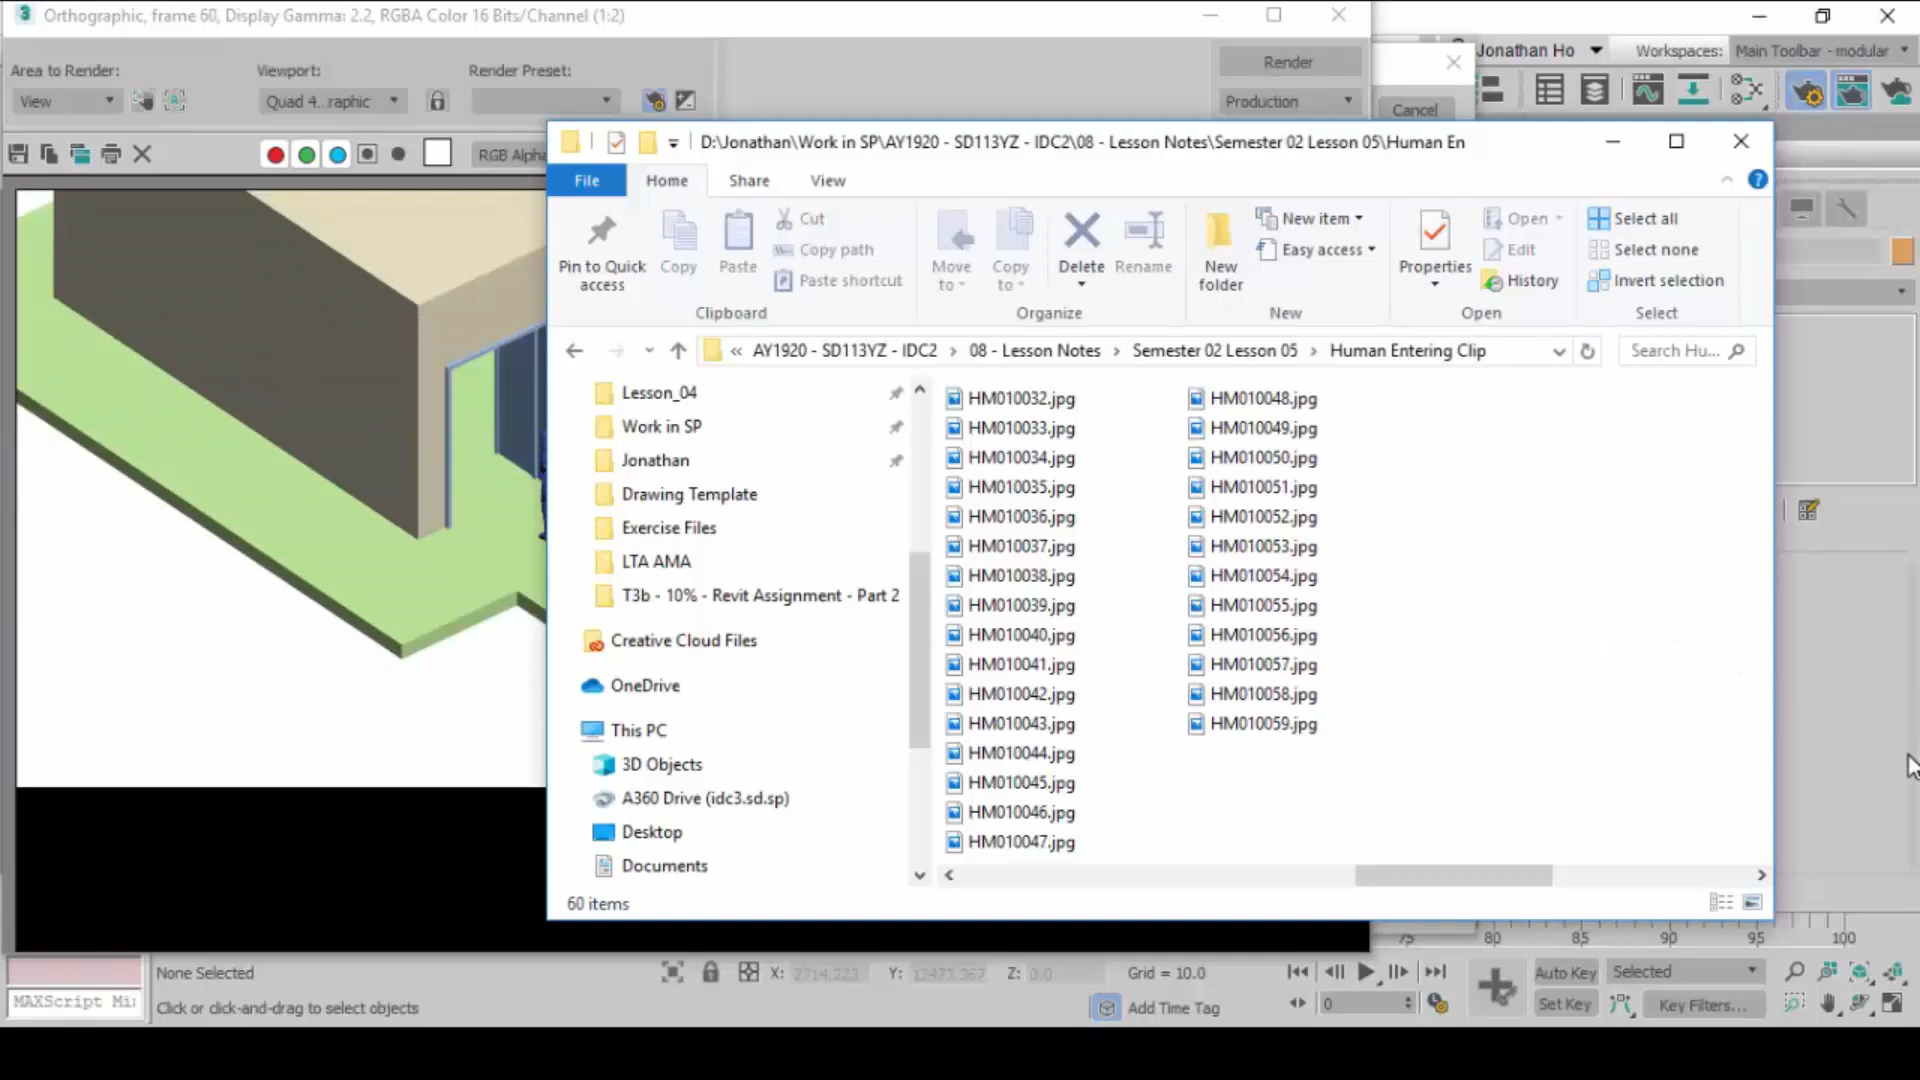 Orthographic, frame 60, Display Gamma: 2.2, RGBA Color 16 Bits/Channel (1:2)
Area to Render:
View
Viewport:
Quad 4...raphic
Render Preset:
Render
Production
Cancel
Jonathan Ho
Workspaces:
Main Toolbar - modular
RGB Alpha
D:\Jonathan\Work in SP\AY1920 - SD113YZ - IDC2\08 - Lesson Notes\Semester 02 Lesson 05\Human En
File
Home
Share
View
Pin to Quick
access
Copy
Paste
Cut
Copy path
Paste shortcut
Clipboard
Move
to
Copy
to
Delete
Rename
Organize
New
folder
New item
Easy access
New
Properties
Open
Edit
History
Open
Select all
Select none
Invert selection
Select
« AY1920 - SD113YZ - IDC2 > 08 - Lesson Notes > Semester 02 Lesson 05 > Human Entering Clip
Search Hu...
Lesson_04
Work in SP
Jonathan
Drawing Template
Exercise Files
LTA AMA
T3b - 10% - Revit Assignment - Part 2
Creative Cloud Files
OneDrive
This PC
3D Objects
A360 Drive (idc3.sd.sp)
Desktop
Documents
HM010032.jpg
HM010033.jpg
HM010034.jpg
HM010035.jpg
HM010036.jpg
HM010037.jpg
HM010038.jpg
HM010039.jpg
HM010040.jpg
HM010041.jpg
HM010042.jpg
HM010043.jpg
HM010044.jpg
HM010045.jpg
HM010046.jpg
HM010047.jpg
HM010048.jpg
HM010049.jpg
HM010050.jpg
HM010051.jpg
HM010052.jpg
HM010053.jpg
HM010054.jpg
HM010055.jpg
HM010056.jpg
HM010057.jpg
HM010058.jpg
HM010059.jpg
60 items
75 80 85 90 95 100
MAXScript Mi
None Selected
Click or click-and-drag to select objects
X: 2714.223
Y: 12473.367
Z: 0.0
Grid = 10.0
Add Time Tag
0
Auto Key
Selected
Set Key
Key Filters...